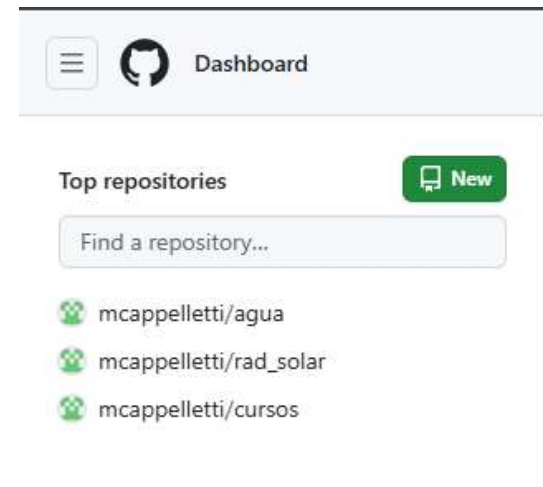 Dashboard
Top repositories
New
Find a repository...
mcappelletti/agua
mcappelletti/rad_solar
mcappelletti/cursos